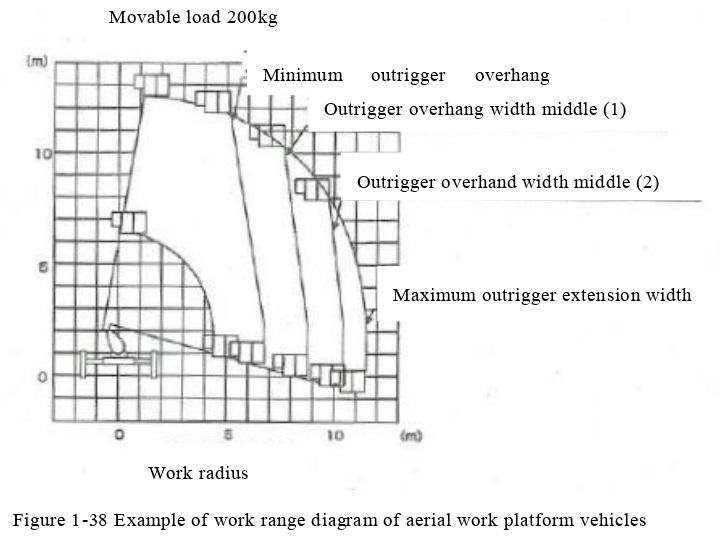 Movable load 200kg
(m)
Minimum outrigger overhang
Outrigger overhang width middle (1)
10
Outrigger overhand width middle (2)
5
Maximum outrigger extension width
0
0 5 10 (m)
Work radius
Figure 1-38 Example of work range diagram of aerial work platform vehicles